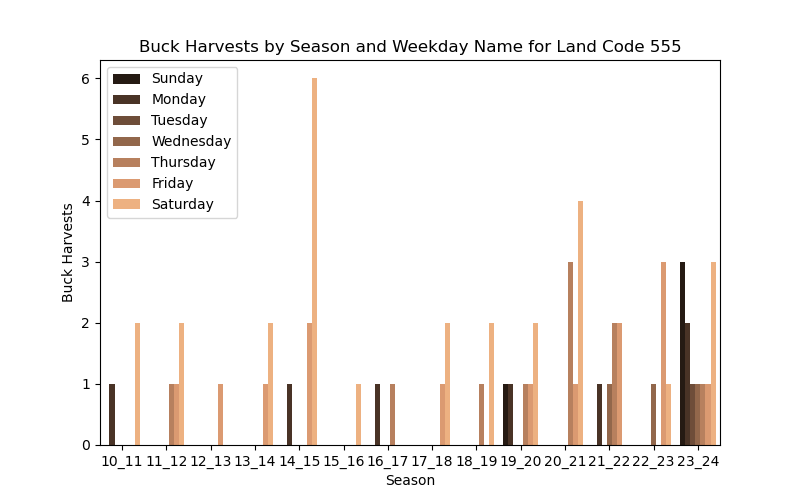 Buck Harvests by Season and Weekday Name for Land Code 555
Sunday
Monday
Tuesday
Wednesday
Thursday
Friday
Saturday
6
5
4
3
2
1
0
Buck Harvests
10_11 11_12 12_13 13_14 14_15 15_16 16_17 17_18 18_19 19_20 20_21 21_22 22_23 23_24
Season